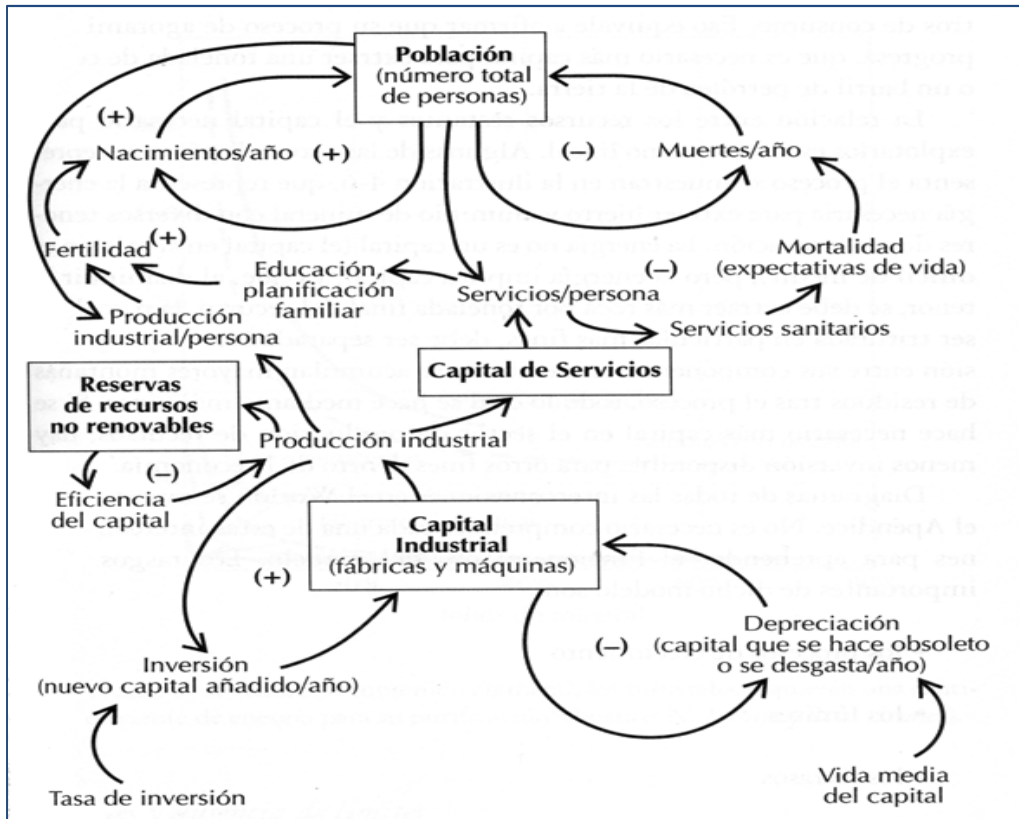 Población
(número total
de personas)
(+)
Nacimientos/año
(+)
(−)
Muertes/año
Fertilidad
(+)
Educación,
planificación
familiar
Servicios/persona
(−)
Mortalidad
(expectativas de vida)
Producción
industrial/persona
Servicios sanitarios
Reservas
de recursos
no renovables
Capital de Servicios
Producción industrial
(−)
Eficiencia
del capital
Capital
Industrial
(fábricas y máquinas)
(+)
Inversión
(nuevo capital añadido/año)
(−)
Depreciación
(capital que se hace obsoleto
o se desgasta/año)
Tasa de inversión
Vida media
del capital